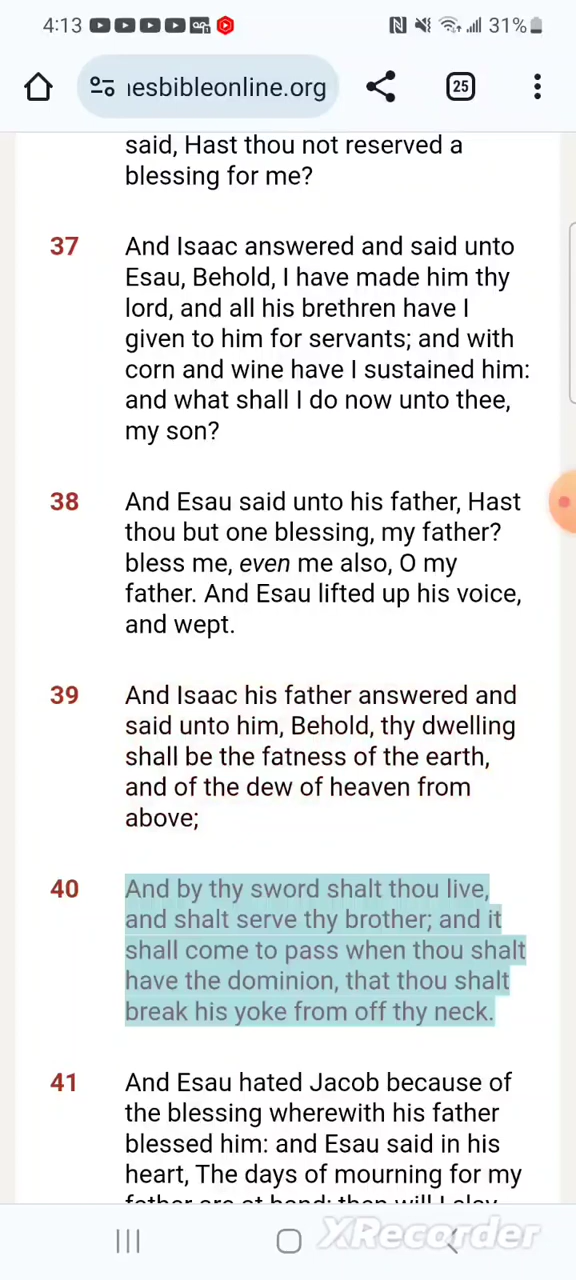 4:13
31%
ıesbibleonline.org
25
said, Hast thou not reserved a
blessing for me?
37
And Isaac answered and said unto
Esau, Behold, I have made him thy
lord, and all his brethren have I
given to him for servants; and with
corn and wine have I sustained him:
and what shall I do now unto thee,
my son?
38
And Esau said unto his father, Hast
thou but one blessing, my father?
bless me, even me also, O my
father. And Esau lifted up his voice,
and wept.
39
And Isaac his father answered and
said unto him, Behold, thy dwelling
shall be the fatness of the earth,
and of the dew of heaven from
above;
40
And by thy sword shalt thou live,
and shalt serve thy brother; and it
shall come to pass when thou shalt
have the dominion, that thou shalt
break his yoke from off thy neck.
41
And Esau hated Jacob because of
the blessing wherewith his father
blessed him: and Esau said in his
heart, The days of mourning for my
father are at hand; then will I slay
XRecorder